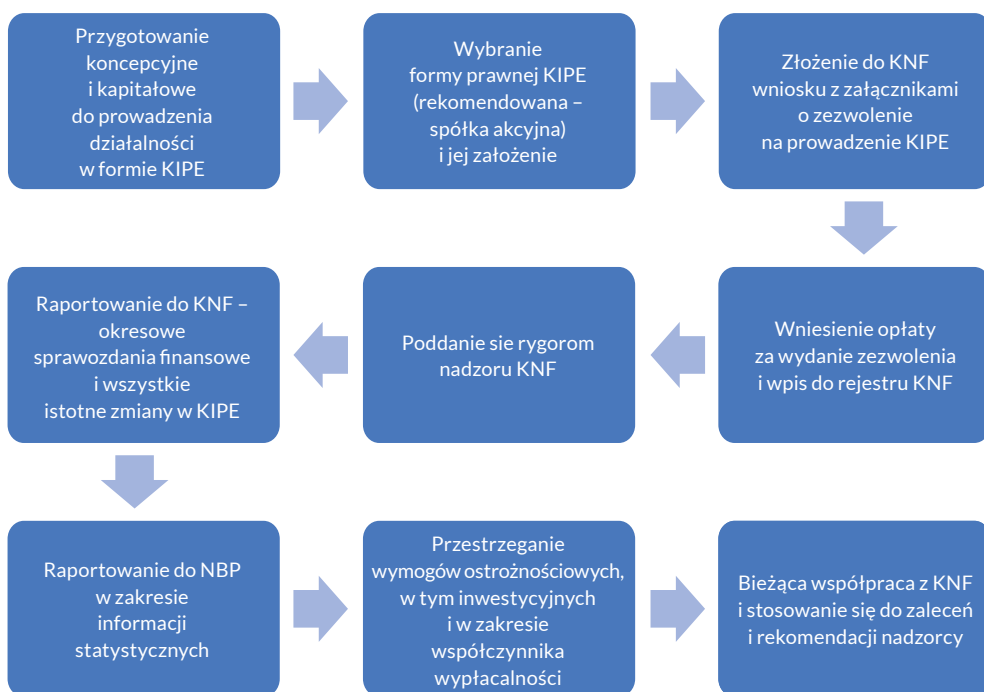 Przygotowanie
koncepcyjne
i kapitałowe
do prowadzenia
działalności
w formie KIPE
Wybranie
formy prawnej KIPE
(rekomendowana –
spółka akcyjna)
i jej założenie
Złożenie do KNF
wniosku z załącznikami
o zezwolenie
na prowadzenie KIPE
Wniesienie opłaty
za wydanie zezwolenia
i wpis do rejestru KNF
Poddanie sie rygorom
nadzoru KNF
Raportowanie do KNF –
okresowe
sprawozdania finansowe
i wszystkie
istotne zmiany w KIPE
Raportowanie do NBP
w zakresie
informacji
statystycznych
Przestrzeganie
wymogów ostrożnościowych,
w tym inwestycyjnych
i w zakresie
współczynnika
wypłacalności
Bieżąca współpraca z KNF
i stosowanie się do zaleceń
i rekomendacji nadzorcy